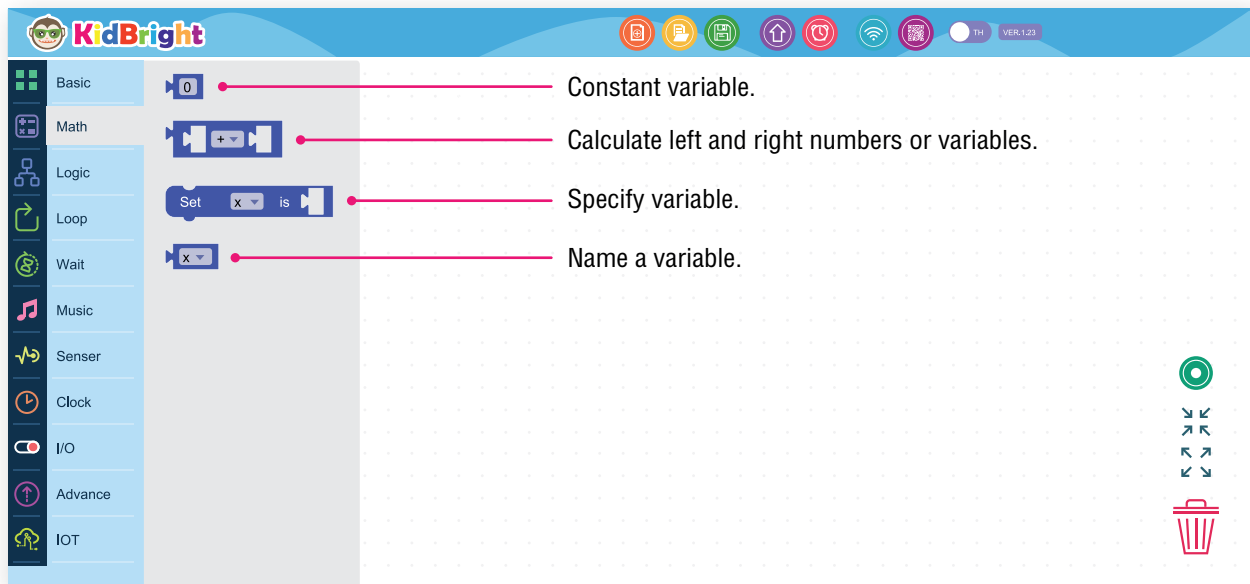 KidBright
TH
VER.1.23
Basic
Math
Logic
Loop
Wait
Music
Senser
Clock
I/O
Advance
IOT
0
Constant variable.
+
Calculate left and right numbers or variables.
Set x is
Specify variable.
x
Name a variable.